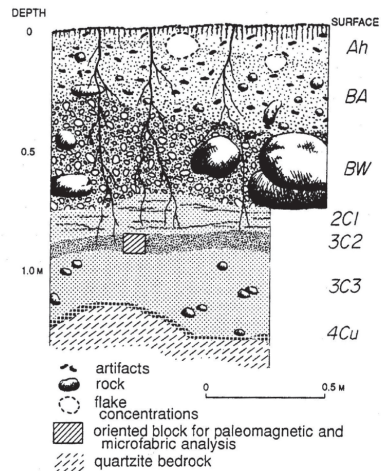 DEPTH
SURFACE
0
Ah
BA
0.5
BW
2C1
3C2
1.0 M
3C3
4Cu
artifacts
rock
0 0.5 M
flake
concentrations
oriented block for paleomagnetic and
microfabric analysis
quartzite bedrock